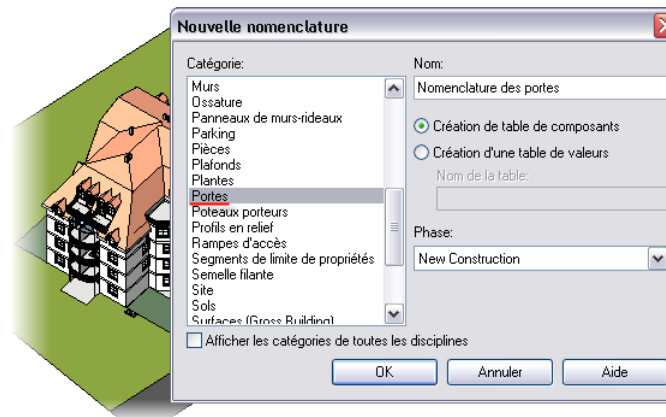 Nouvelle nomenclature
Catégorie:
Murs
Ossature
Panneaux de murs-rideaux
Parking
Pièces
Plafonds
Plantes
Portes
Poteaux porteurs
Profils en relief
Rampes d'accès
Segments de limite de propriétés
Semelle filante
Site
Sols
Surfaces (Gross Building)
Afficher les catégories de toutes les disciplines
Nom:
Nomenclature des portes
Création de table de composants
Création d'une table de valeurs
Nom de la table:
Phase:
New Construction
OK
Annuler
Aide